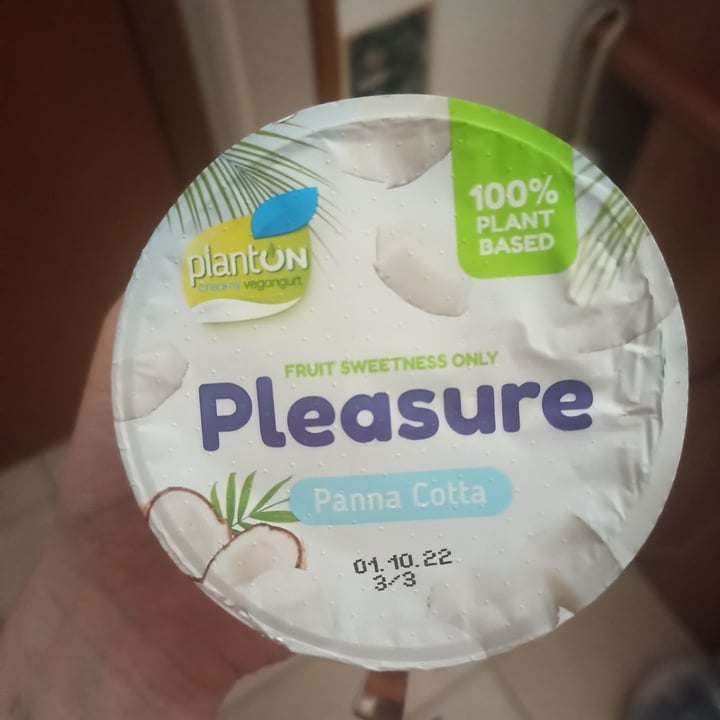 100%
PLANT
BASED
plantON
creamy vegangurt
FRUIT SWEETNESS ONLY
Pleasure
Panna Cotta
01.10.22
3/3